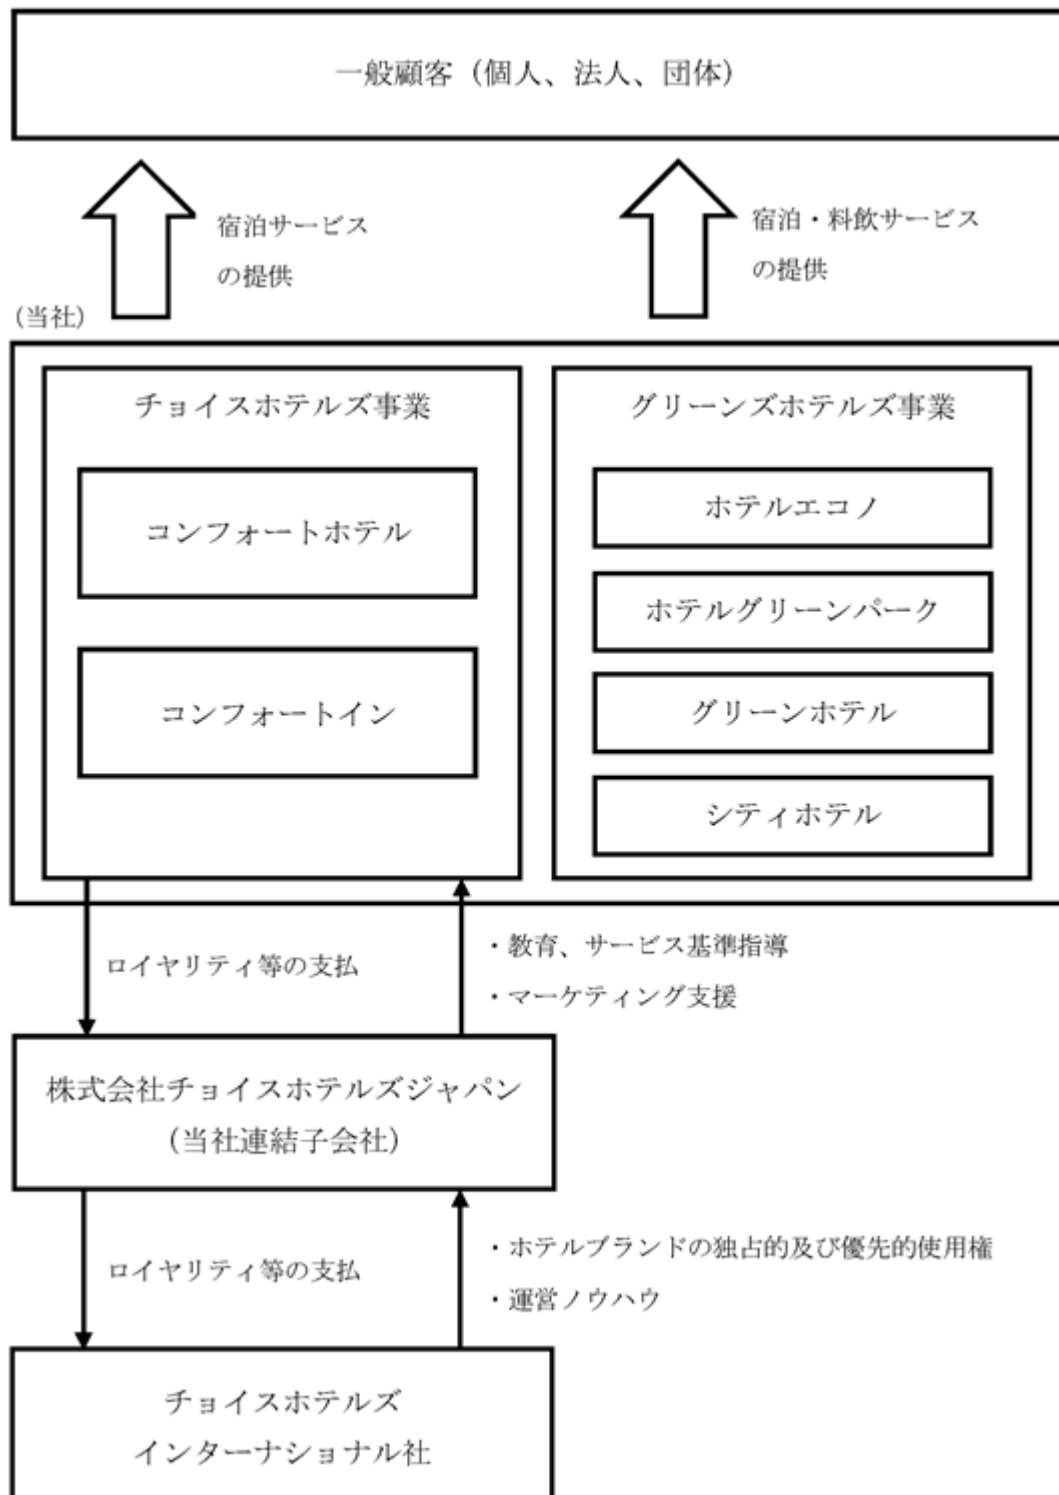 一般顧客（個人、法人、団体）
宿泊サービス
の提供
宿泊・料飲サービス
の提供
（当社）
チョイスホテルズ事業
コンフォートホテル
コンフォートイン
グリーンズホテルズ事業
ホテルエコノ
ホテルグリーンパーク
グリーンホテル
シティホテル
ロイヤリティ等の支払
・教育、サービス基準指導
・マーケティング支援
株式会社チョイスホテルズジャパン
（当社連結子会社）
ロイヤリティ等の支払
・ホテルブランドの独占的及び優先的使用権
・運営ノウハウ
チョイスホテルズ
インターナショナル社